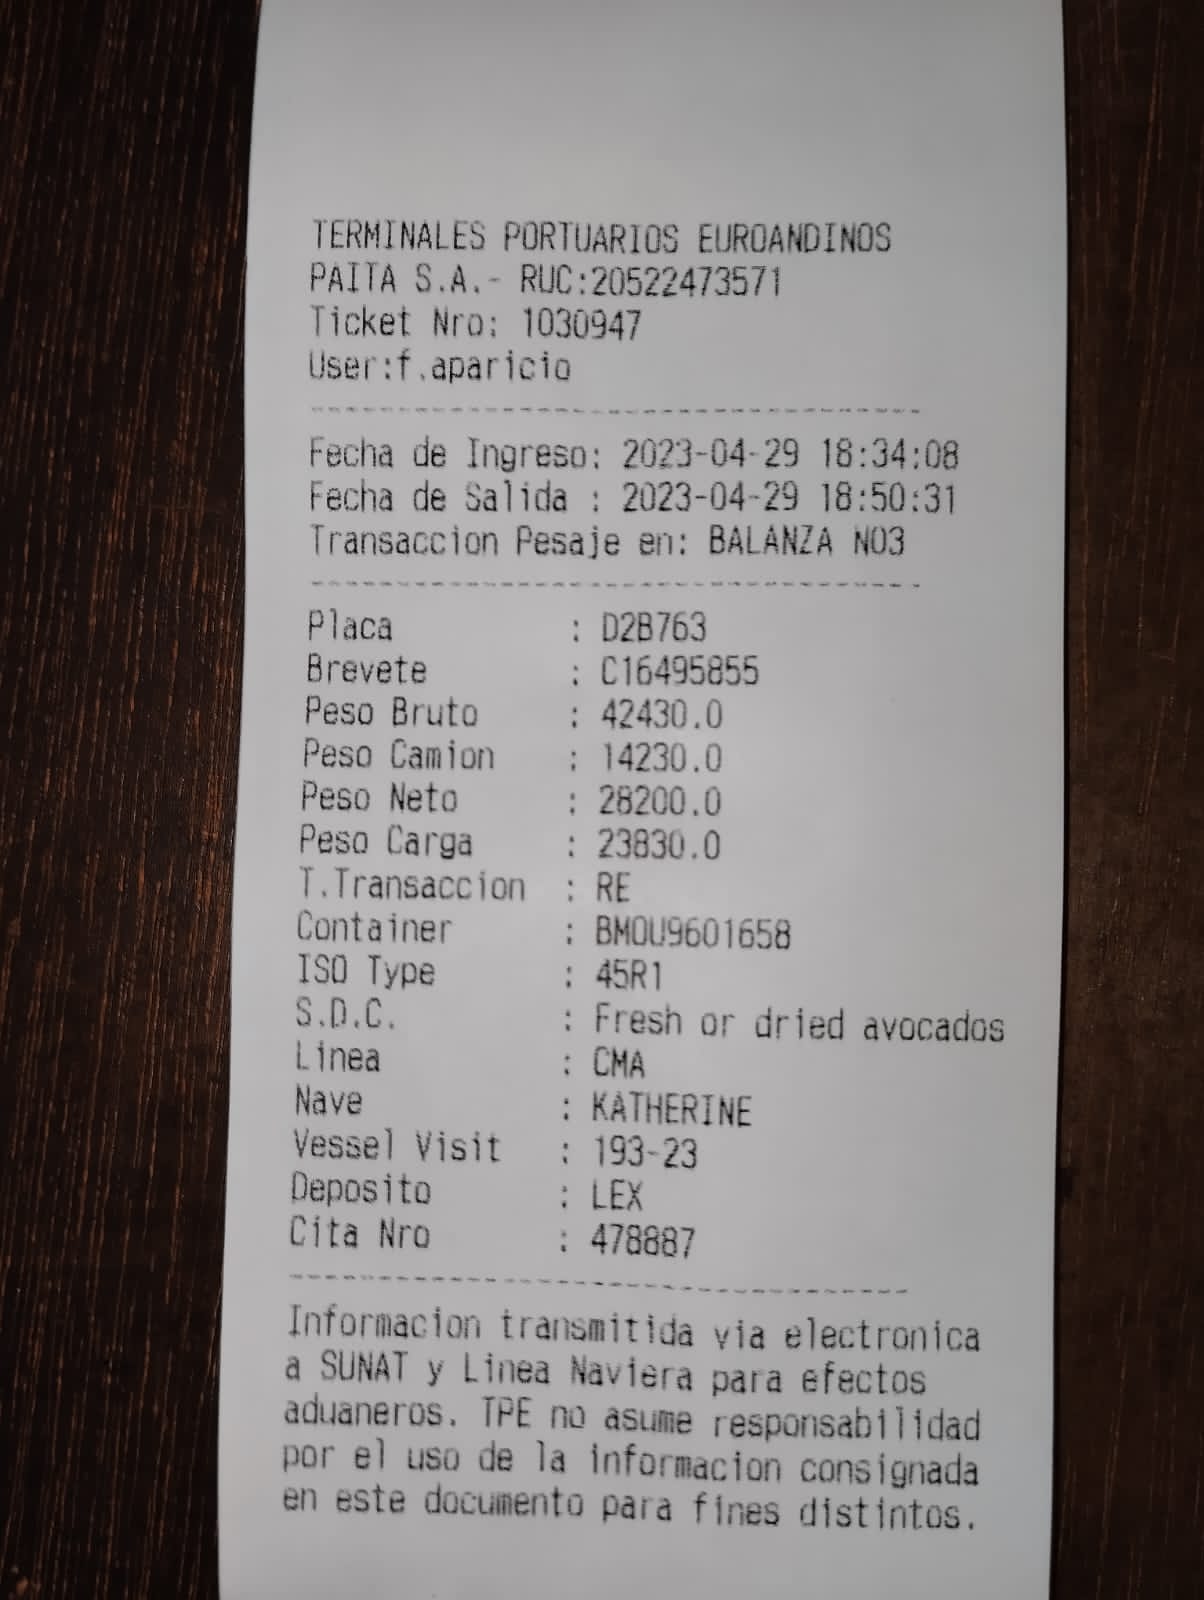 TERMINALES PORTUARIOS EUROANDINOS
PAITA S.A.- RUC:20522473571
Ticket Nro: 1030947
User:f.aparicio
Fecha de Ingreso: 2023-04-29 18:34:08
Fecha de Salida : 2023-04-29 18:50:31
Transaccion Pesaje en: BALANZA NO3
Placa : D2B763
Brevete : C16495855
Peso Bruto : 42430.0
Peso Camion : 14230.0
Peso Neto : 28200.0
Peso Carga : 23830.0
T.Transaccion : RE
Container : BMOU9601658
ISO Type : 45R1
S.D.C. : Fresh or dried avocados
Linea : CMA
Nave : KATHERINE
Vessel Visit : 193-23
Deposito : LEX
Cita Nro : 478887
Informacion transmitida via electronica
a SUNAT y Linea Naviera para efectos
aduaneros. TPE no asume responsabilidad
por el uso de la informacion consignada
en este documento para fines distintos.